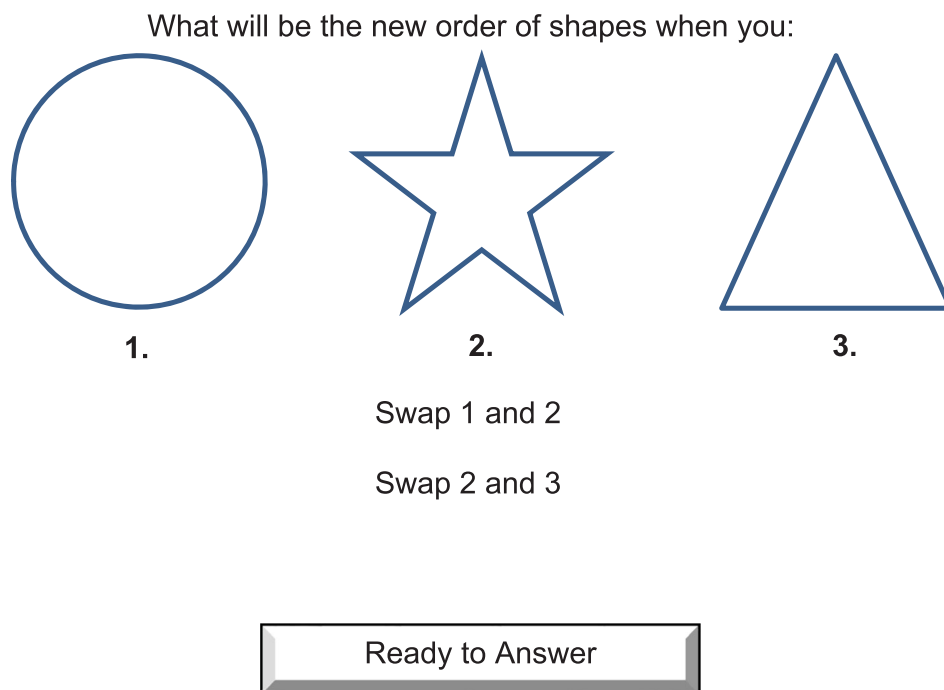 What will be the new order of shapes when you:
1.
2.
3.
Swap 1 and 2
Swap 2 and 3
Ready to Answer